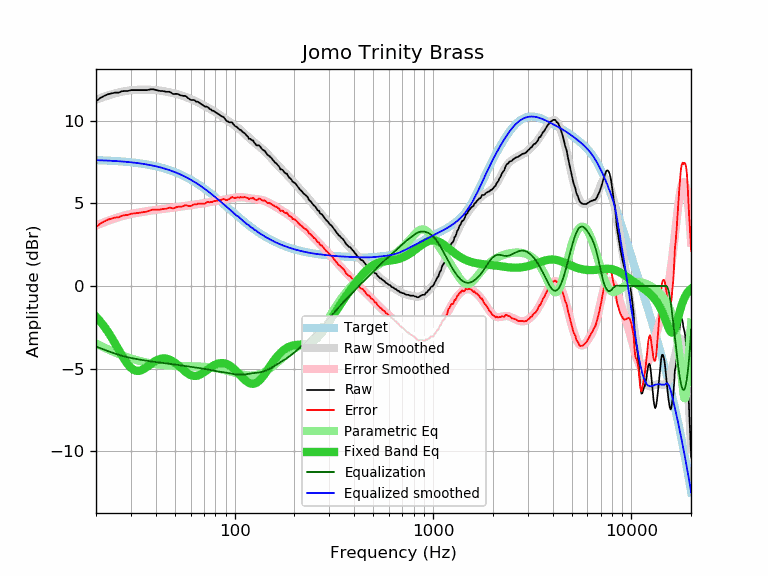 Jomo Trinity Brass
Amplitude (dBr)
10
5
0
−5
−10
Target
Raw Smoothed
Error Smoothed
Raw
Error
Parametric Eq
Fixed Band Eq
Equalization
Equalized smoothed
100
1000
10000
Frequency (Hz)